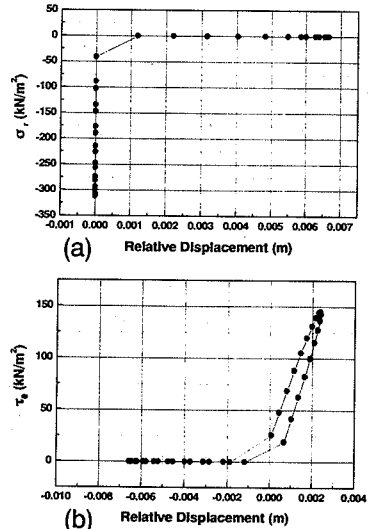 50
0
-50
-100
-150
-200
-250
-300
-350
σ r (kN/m²)
-0.001 0.000 0.001 0.002 0.003 0.004 0.005 0.006 0.007
(a) Relative Displacement (m)
150
100
50
0
τ θ (kN/m²)
-0.010 -0.008 -0.006 -0.004 -0.002 0.000 0.002 0.004
(b) Relative Displacement (m)